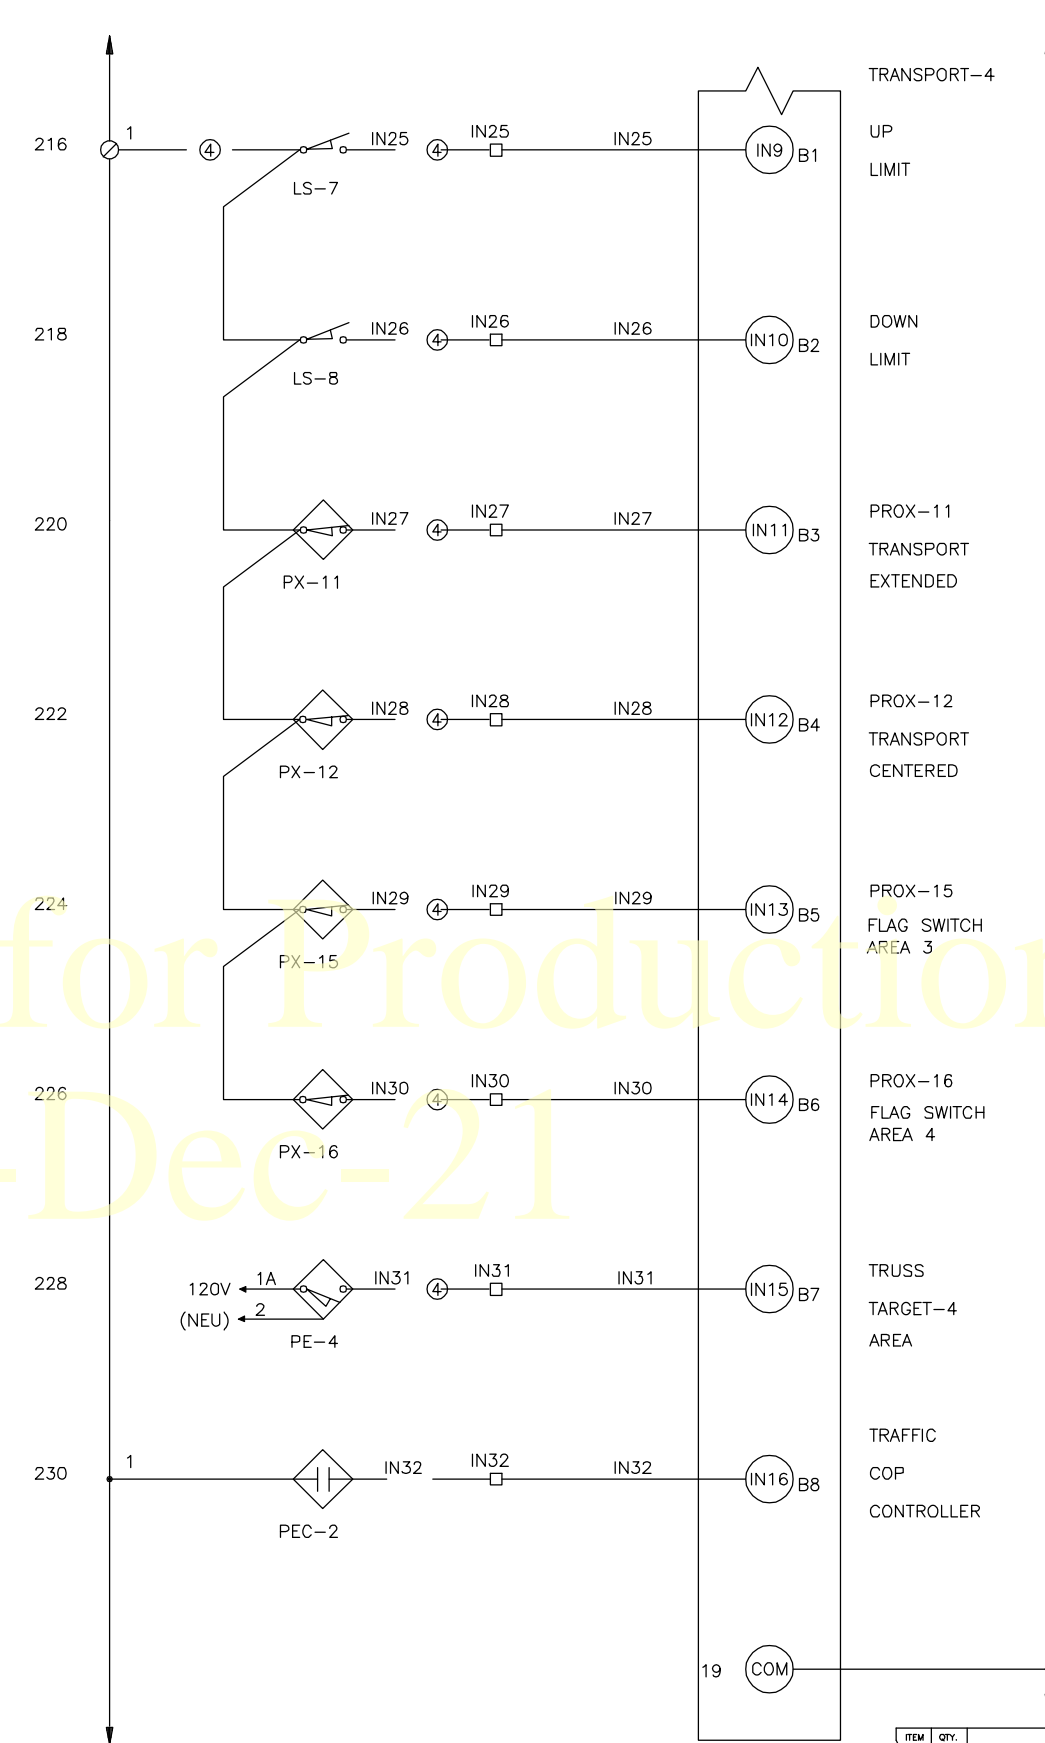 TRANSPORT-4
216 1 4 IN25 4 IN25 IN25 IN9 B1 UP
LS-7 LIMIT
218 IN26 4 IN26 IN26 IN10 B2 DOWN
LS-8 LIMIT
220 IN27 4 IN27 IN27 IN11 B3 PROX-11
TRANSPORT
PX-11 EXTENDED
222 IN28 4 IN28 IN28 IN12 B4 PROX-12
TRANSPORT
PX-12 CENTERED
224 IN29 4 IN29 IN29 IN13 B5 PROX-15
FLAG SWITCH
PX-15 AREA 3
for Production
226 IN30 4 IN30 IN30 IN14 B6 PROX-16
FLAG SWITCH
PX-16 AREA 4
-Dec-21
228 120V 1A IN31 4 IN31 IN31 IN15 B7 TRUSS
(NEU) 2 TARGET-4
PE-4 AREA
TRAFFIC
230 1 IN32 IN32 IN32 IN16 B8 COP
PEC-2 CONTROLLER
19 COM
ITEM QTY.